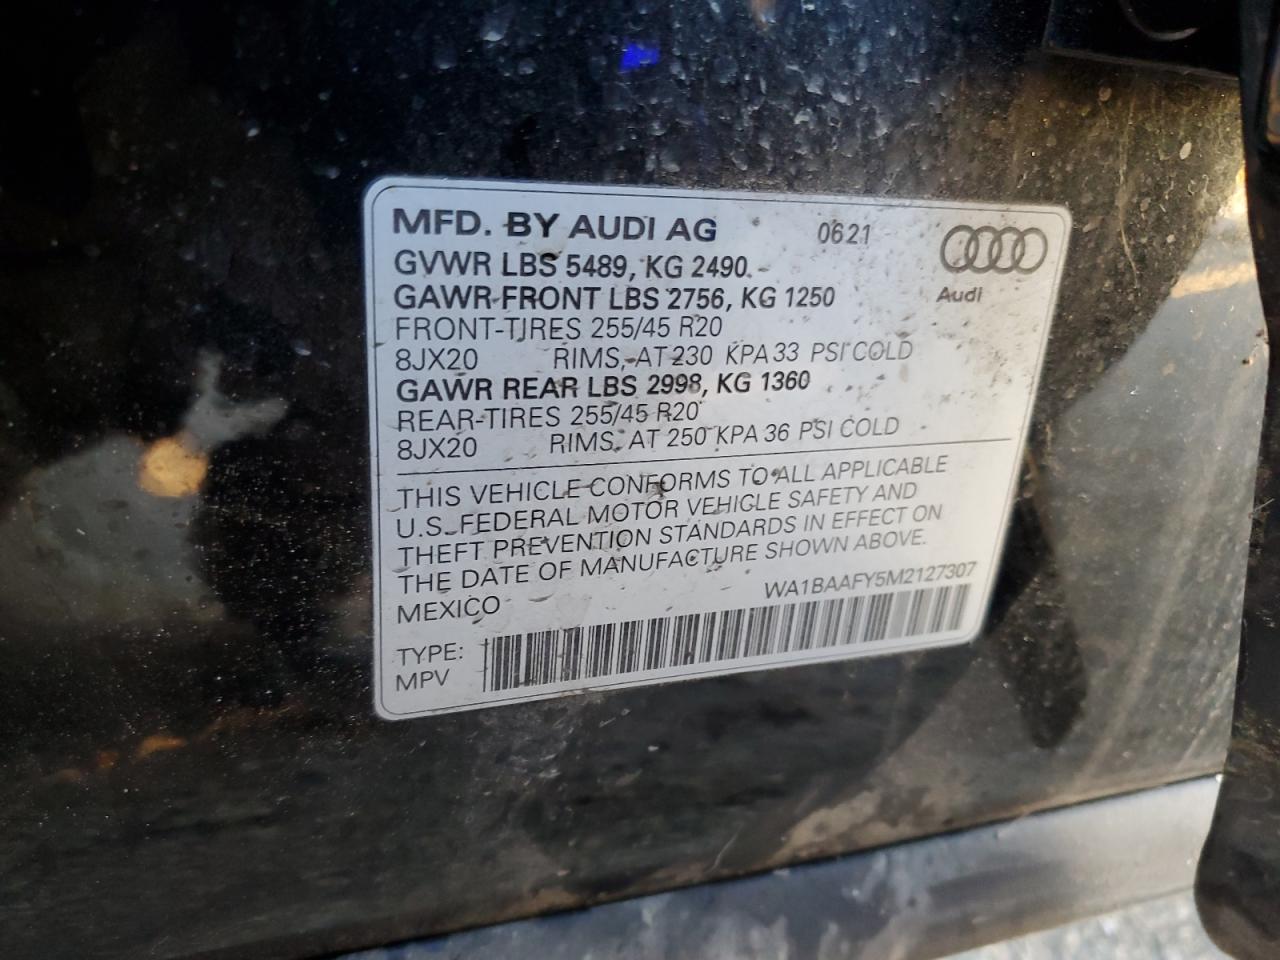 MFD. BY AUDI AG 0621
GVWR LBS 5489, KG 2490
Audi
GAWR FRONT LBS 2756, KG 1250
FRONT-TIRES 255/45 R20
8JX20 RIMS, AT 230 KPA 33 PSI COLD
GAWR REAR LBS 2998, KG 1360
REAR-TIRES 255/45 R20
8JX20 RIMS, AT 250 KPA 36 PSI COLD
THIS VEHICLE CONFORMS TO ALL APPLICABLE
U.S. FEDERAL MOTOR VEHICLE SAFETY AND
THEFT PREVENTION STANDARDS IN EFFECT ON
THE DATE OF MANUFACTURE SHOWN ABOVE.
MEXICO WA1BAAFY5M2127307
TYPE:
MPV